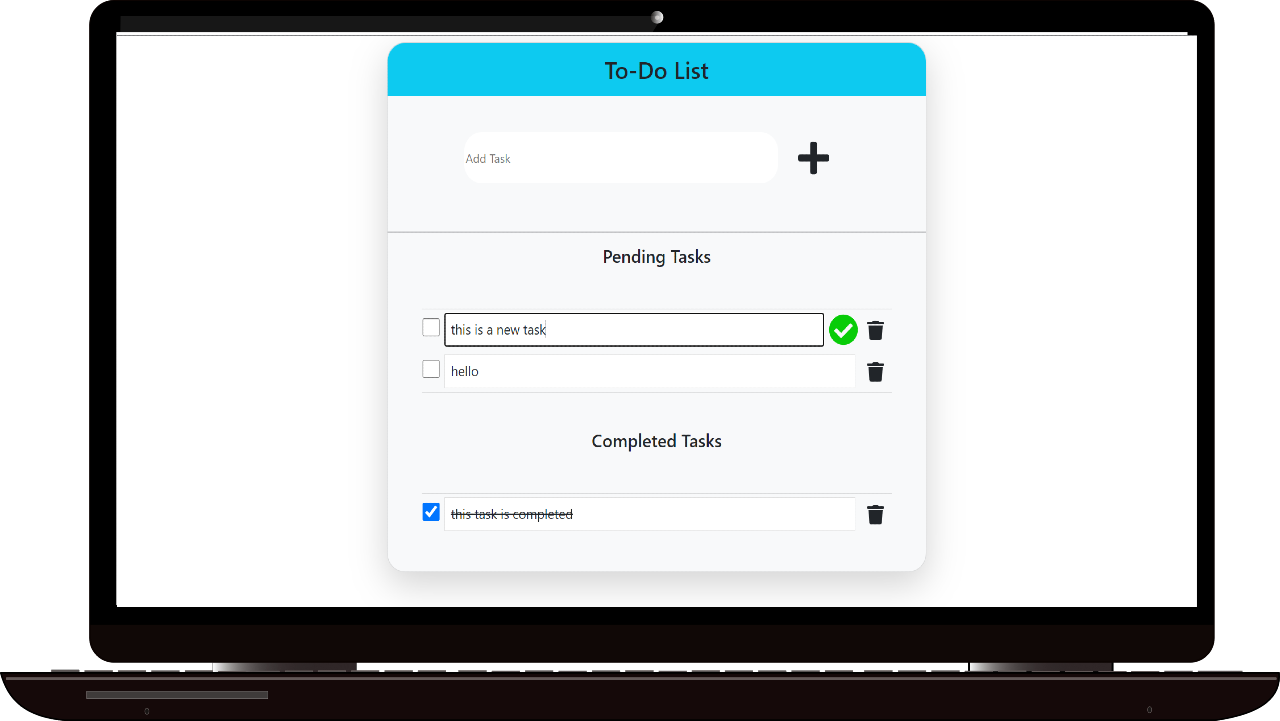 To-Do List
Add Task
Pending Tasks
this is a new task
hello
Completed Tasks
this task is completed